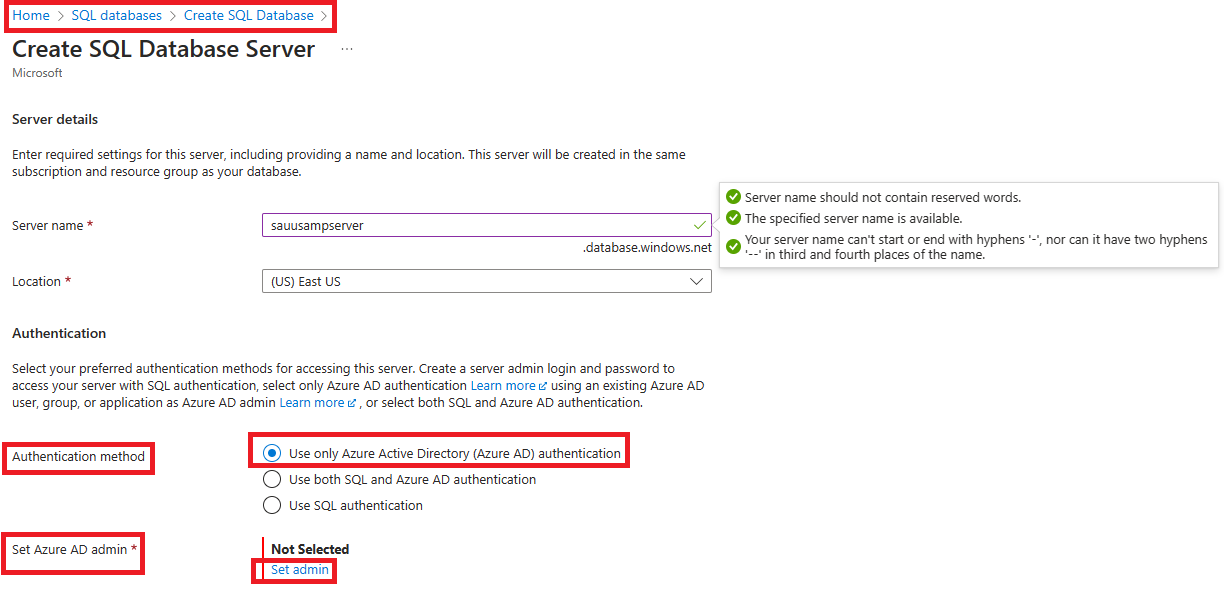 Home > SQL databases > Create SQL Database >
Create SQL Database Server ...
Microsoft
Server details
Enter required settings for this server, including providing a name and location. This server will be created in the same
subscription and resource group as your database.
Server name *
sauusampserver
.database.windows.net
Server name should not contain reserved words.
The specified server name is available.
Your server name can't start or end with hyphens '-', nor can it have two hyphens
'--' in third and fourth places of the name.
Location *
(US) East US
Authentication
Select your preferred authentication methods for accessing this server. Create a server admin login and password to
access your server with SQL authentication, select only Azure AD authentication Learn more using an existing Azure AD
user, group, or application as Azure AD admin Learn more , or select both SQL and Azure AD authentication.
Authentication method
Use only Azure Active Directory (Azure AD) authentication
Use both SQL and Azure AD authentication
Use SQL authentication
Set Azure AD admin *
Not Selected
Set admin